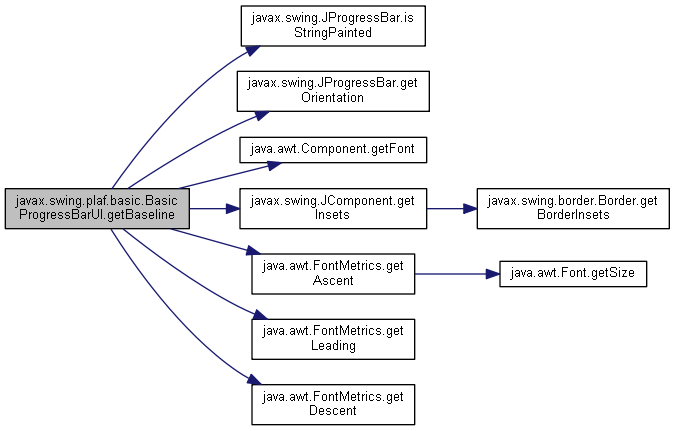 javax.swing.JProgressBar.is
StringPainted
javax.swing.JProgressBar.get
Orientation
java.awt.Component.getFont
javax.swing.plaf.basic.Basic
ProgressBarUI.getBaseline
javax.swing.JComponent.get
Insets
javax.swing.border.Border.get
BorderInsets
java.awt.FontMetrics.get
Ascent
java.awt.Font.getSize
java.awt.FontMetrics.get
Leading
java.awt.FontMetrics.get
Descent